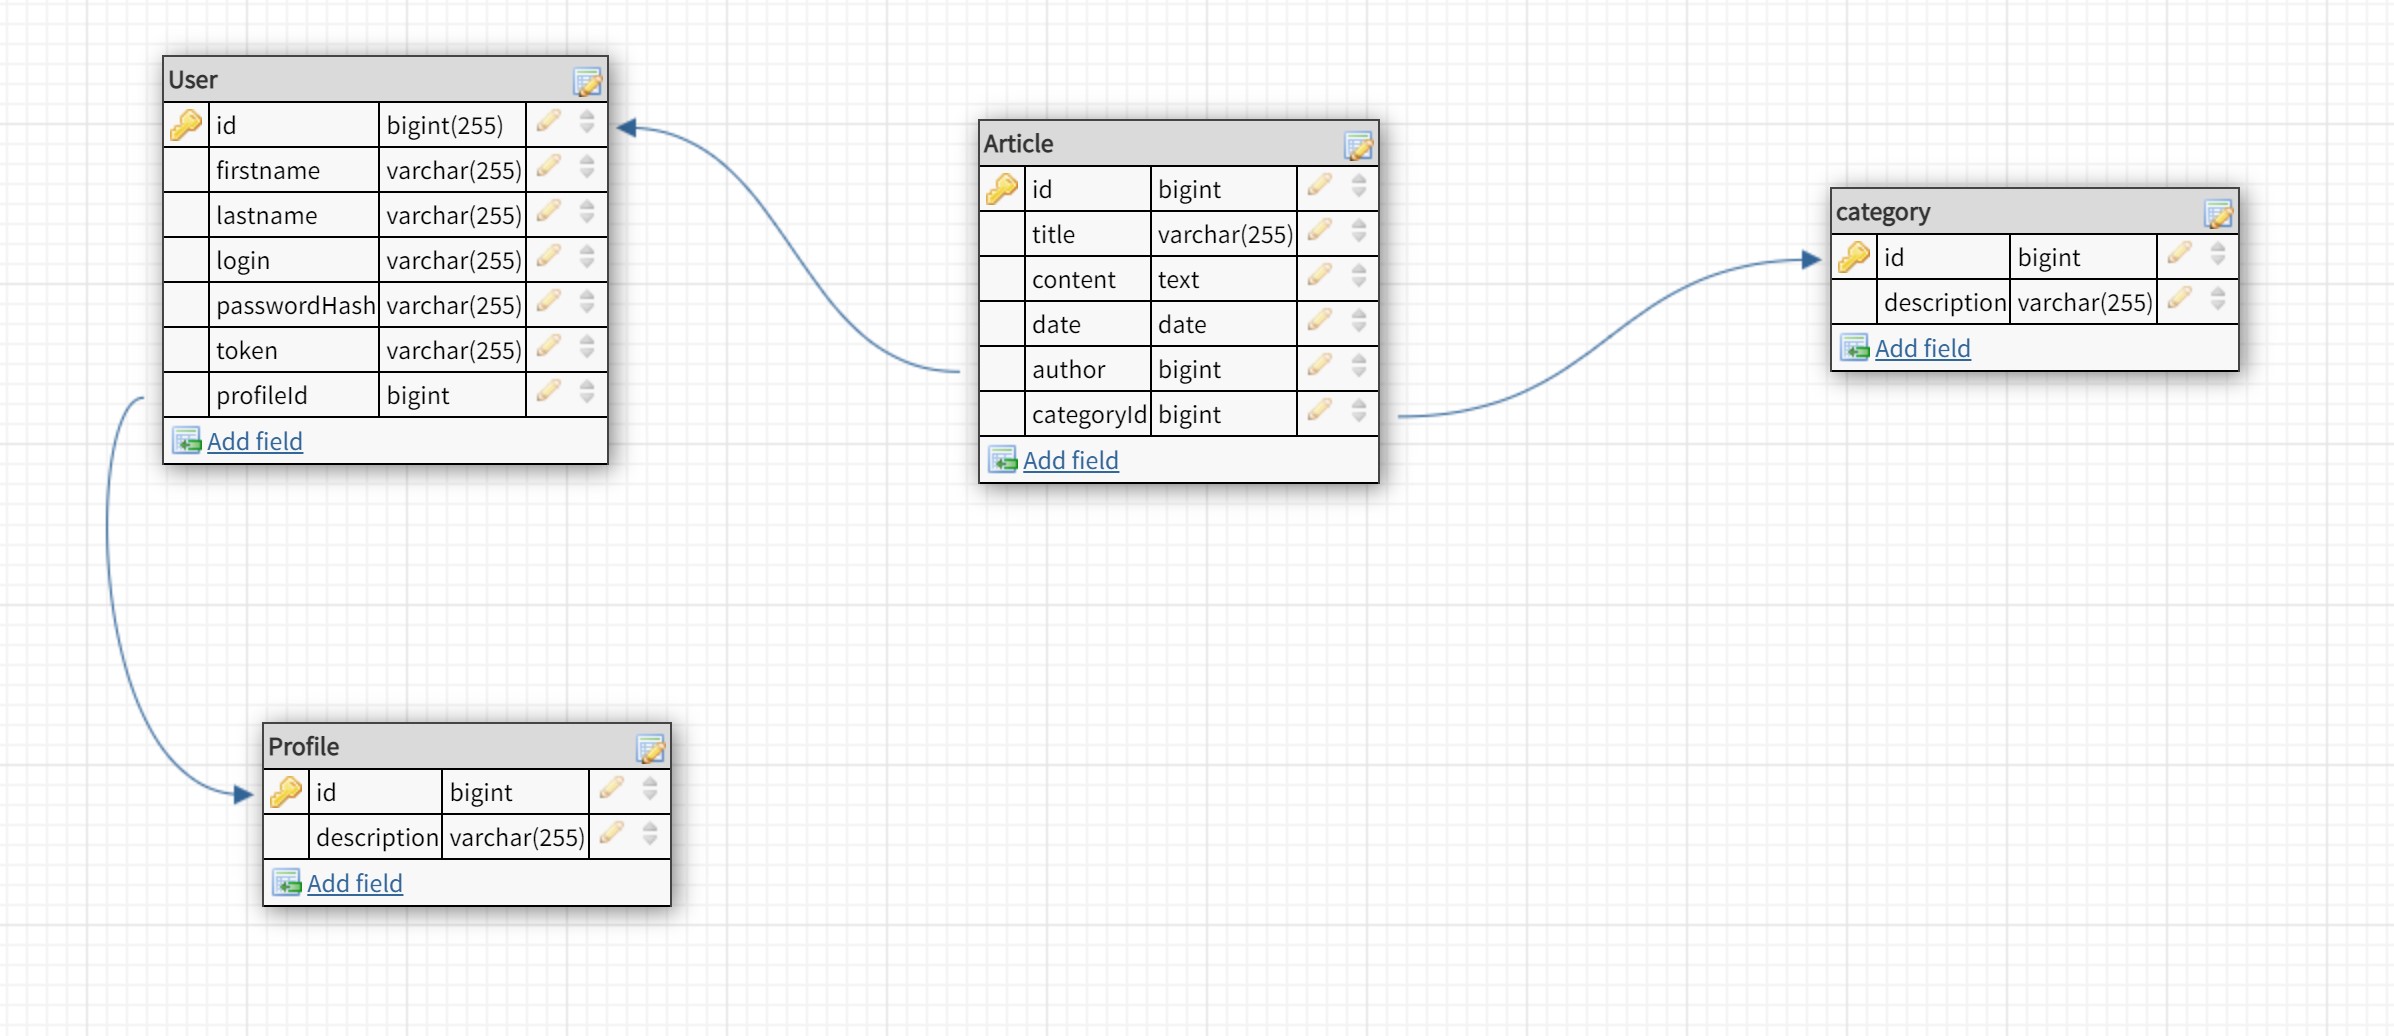 User
id bigint(255)
firstname varchar(255)
lastname varchar(255)
login varchar(255)
passwordHash varchar(255)
token varchar(255)
profileId bigint
Add field
Article
id bigint
title varchar(255)
content text
date date
author bigint
categoryId bigint
Add field
category
id bigint
description varchar(255)
Add field
Profile
id bigint
description varchar(255)
Add field